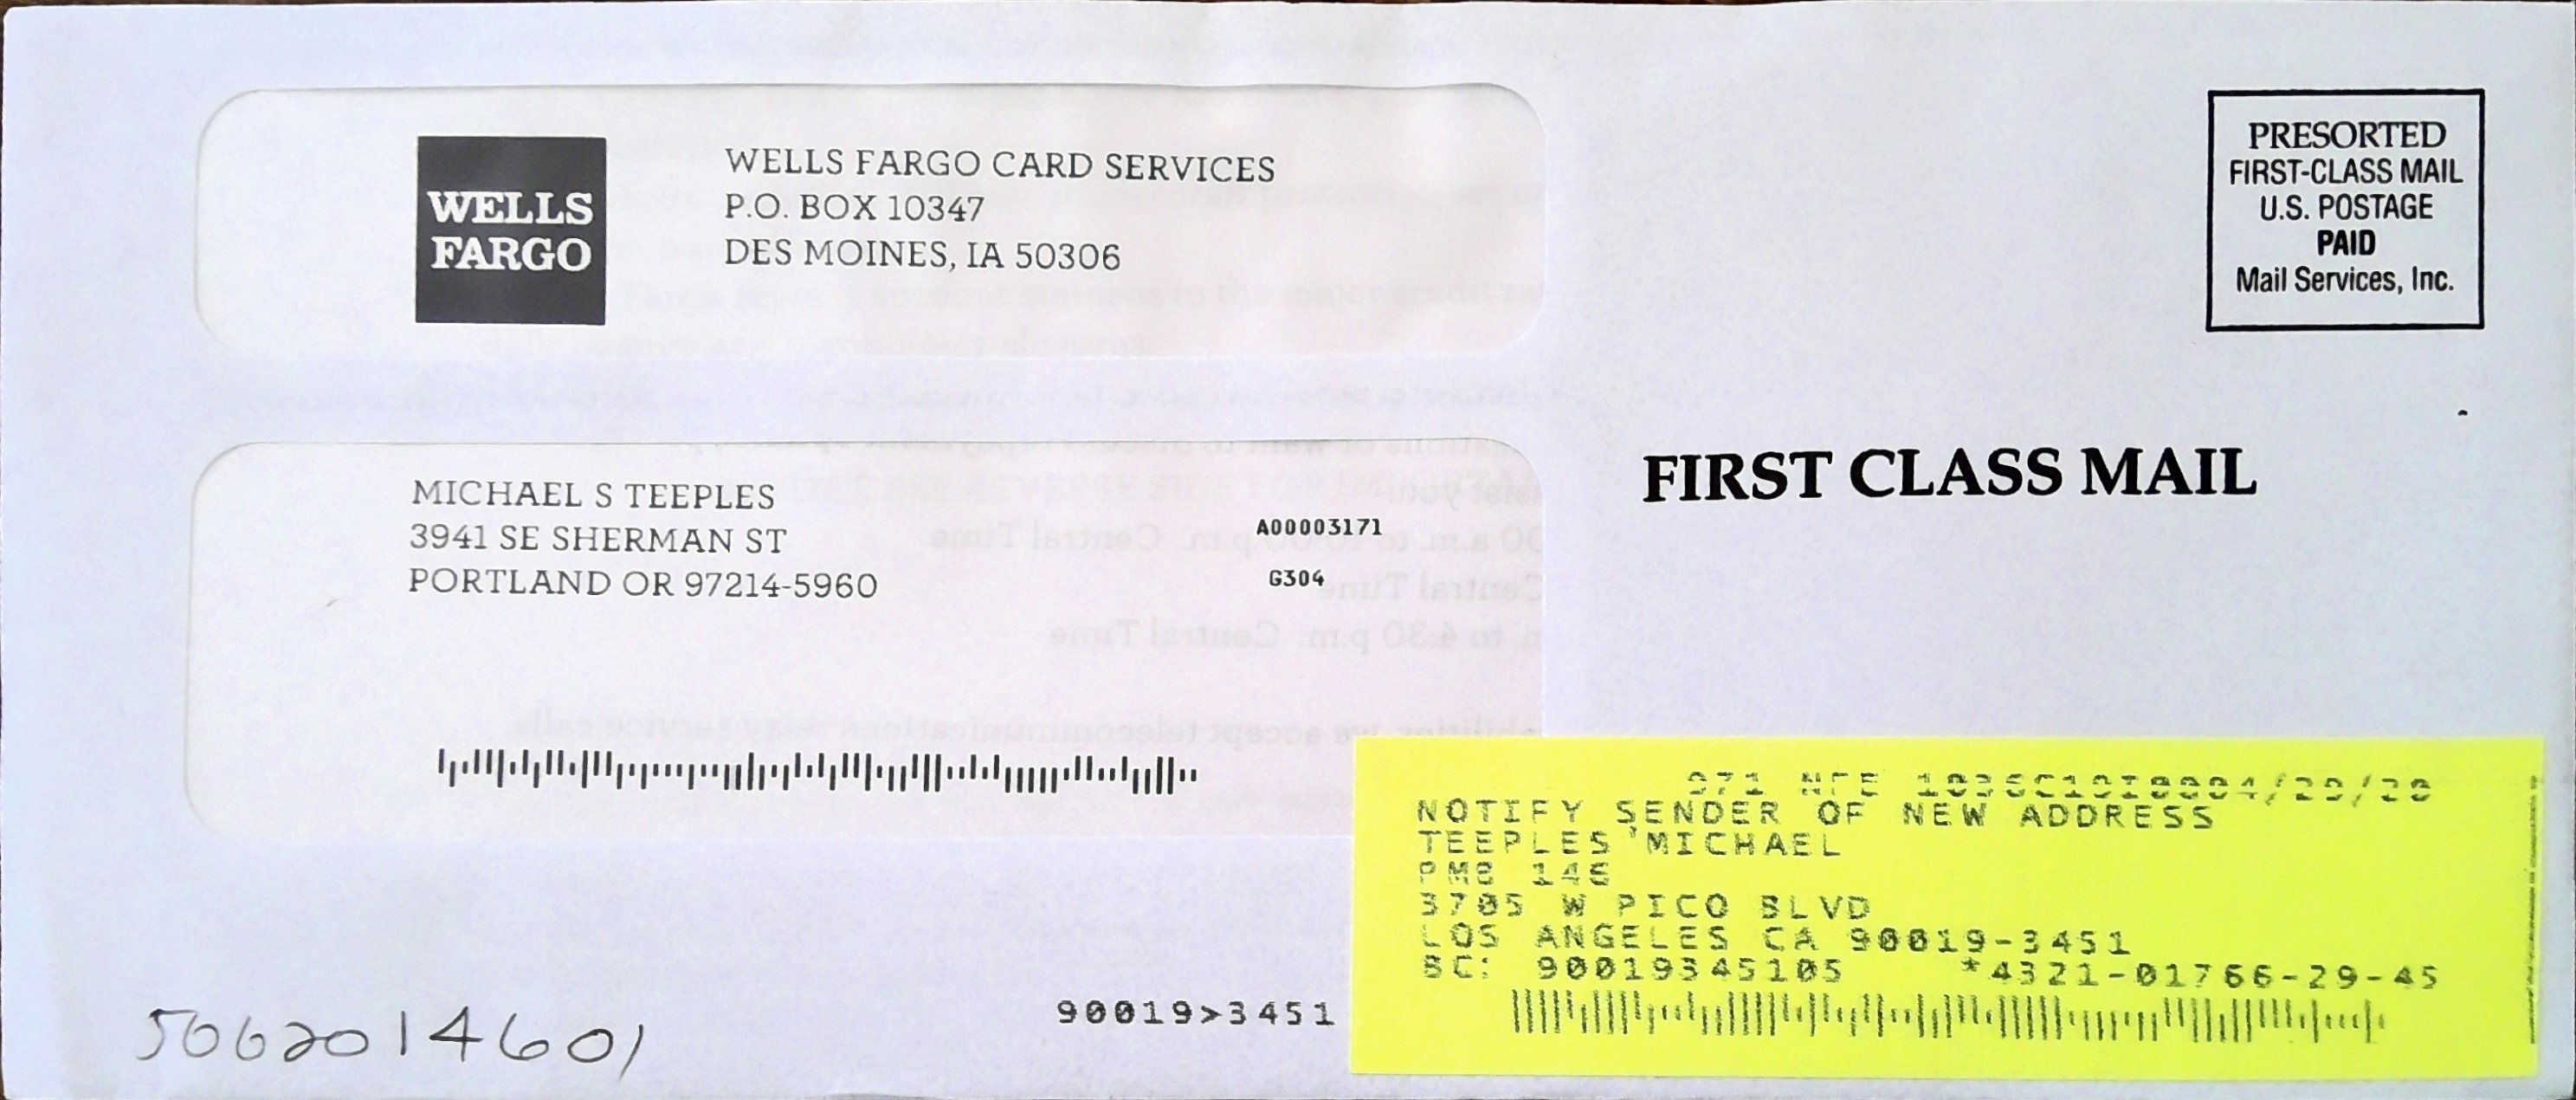 WELLS
FARGO
WELLS FARGO CARD SERVICES
P.O. BOX 10347
DES MOINES, IA 50306
PRESORTED
FIRST-CLASS MAIL
U.S. POSTAGE
PAID
Mail Services, Inc.
FIRST CLASS MAIL
MICHAEL S TEEPLES
3941 SE SHERMAN ST
PORTLAND OR 97214-5960
A00003171
G304
NOTIFY SENDER OF NEW ADDRESS
TEEPLES'MICHAEL
PMB 146
3705 W PICO BLVD
LOS ANGELES CA 90019-3451
BC: 90019345105 *4321-01766-29-45
90019>3451
5062014601